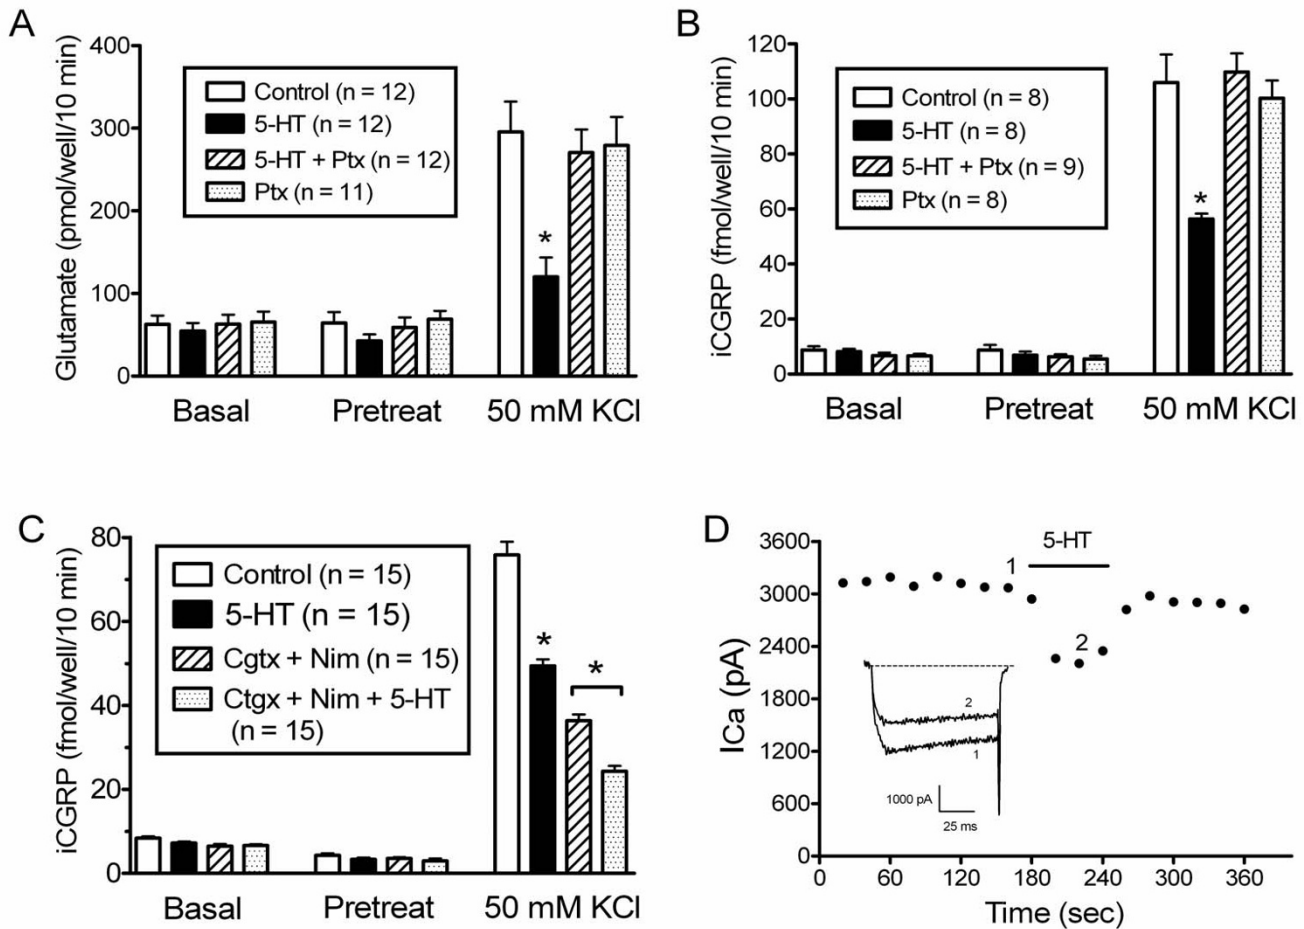 A
Glutamate (pmol/well/10 min)
400
300
200
100
0
Control (n = 12)
5-HT (n = 12)
5-HT + Ptx (n = 12)
Ptx (n = 11)
*
Basal
Pretreat
50 mM KCl
B
iCGRP (fmol/well/10 min)
120
100
80
60
40
20
0
Control (n = 8)
5-HT (n = 8)
5-HT + Ptx (n = 9)
Ptx (n = 8)
*
Basal
Pretreat
50 mM KCl
C
iCGRP (fmol/well/10 min)
80
60
40
20
0
Control (n = 15)
5-HT (n = 15)
Cgtx + Nim (n = 15)
Ctgx + Nim + 5-HT
(n = 15)
*
*
Basal
Pretreat
50 mM KCl
D
ICa (pA)
3600
3000
2400
1800
1200
600
0
5-HT
1
2
2
1
1000 pA
25 ms
0
60
120
180
240
300
360
Time (sec)